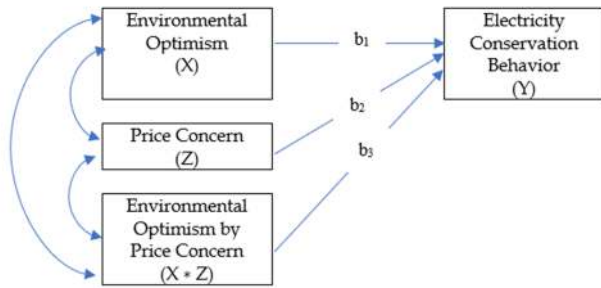 Environmental
Optimism
(X)
b₁
Electricity
Conservation
Behavior
(Y)
b₂
Price Concern
(Z)
b₃
Environmental
Optimism by
Price Concern
(X * Z)